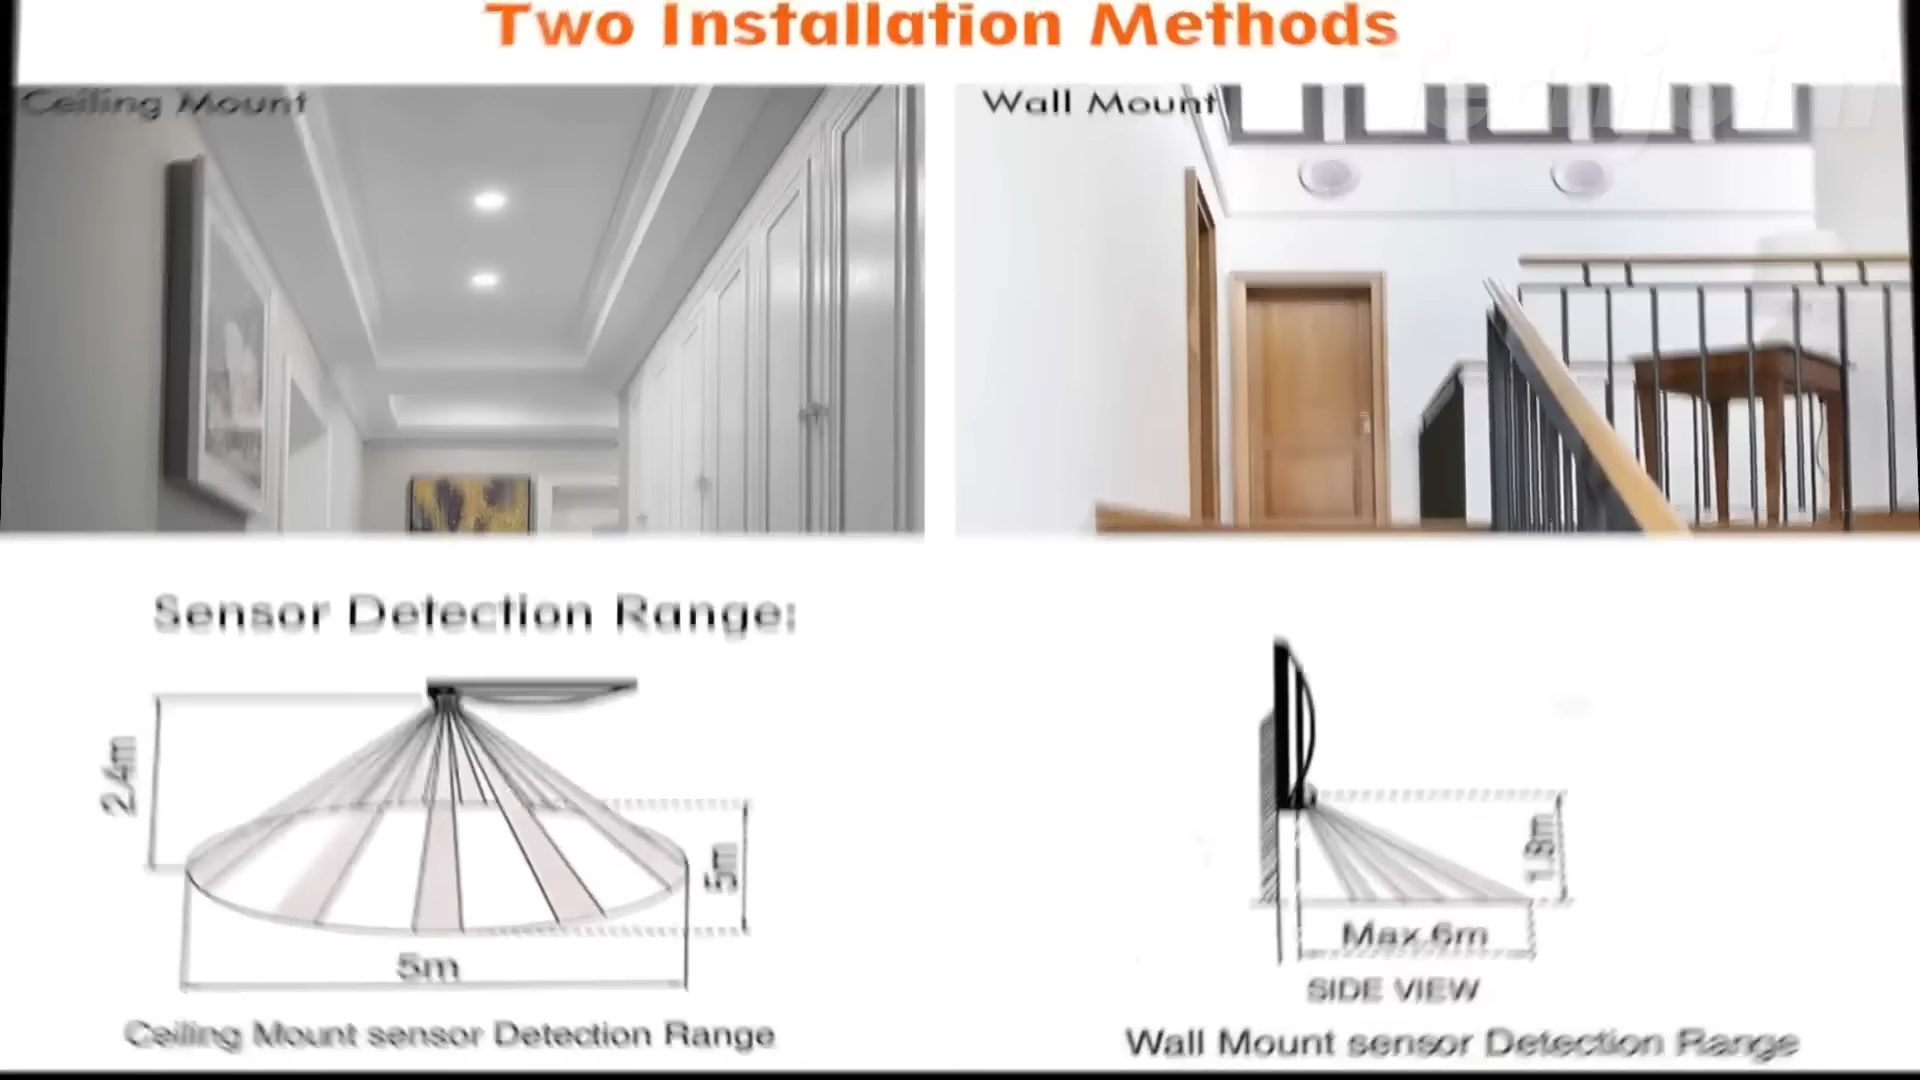 Two Installation Methods
Ceiling Mount
Wall Mount
Sensor Detection Range:
2.4m
5m
5m
Ceiling Mount sensor Detection Range
1.8m
Max.6m
SIDE VIEW
Wall Mount sensor Detection Range